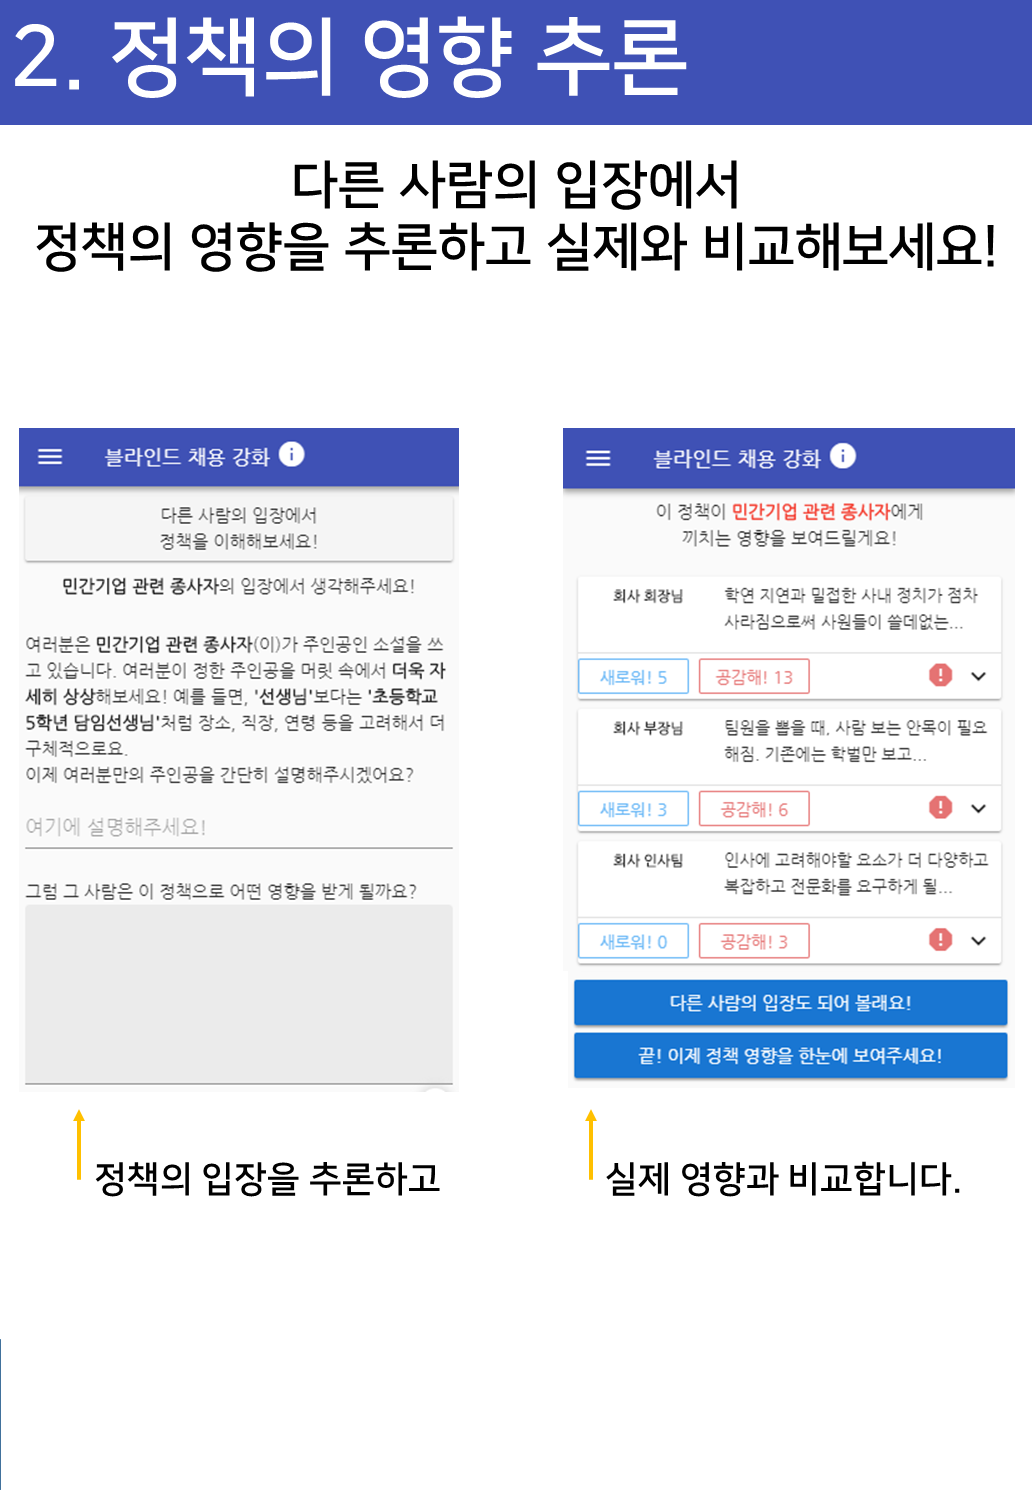 2. 정책의 영향 추론
다른 사람의 입장에서
정책의 영향을 추론하고 실제와 비교해보세요!
블라인드 채용 강화 i
다른 사람의 입장에서
정책을 이해해보세요!
민간기업 관련 종사자의 입장에서 생각해주세요!
여러분은 민간기업 관련 종사자(이)가 주인공인 소설을 쓰
고 있습니다. 여러분이 정한 주인공을 머릿 속에서 더욱 자
세히 상상해보세요! 예를 들면, '선생님'보다는 '초등학교
5학년 담임선생님'처럼 장소, 직장, 연령 등을 고려해서 더
구체적으로요.
이제 여러분만의 주인공을 간단히 설명해주시겠어요?
여기에 설명해주세요!
그럼 그 사람은 이 정책으로 어떤 영향을 받게 될까요?
블라인드 채용 강화 i
이 정책이 민간기업 관련 종사자에게
끼치는 영향을 보여드릴게요!
회사 회장님 학연 지연과 밀접한 사내 정치가 점차
사라짐으로써 사원들이 쓸데없는...
새로워! 5 공감해! 13
회사 부장님 팀원을 뽑을 때, 사람 보는 안목이 필요
해짐. 기존에는 학벌만 보고...
새로워! 3 공감해! 6
회사 인사팀 인사에 고려해야할 요소가 더 다양하고
복잡하고 전문화를 요구하게 될...
새로워! 0 공감해! 3
다른 사람의 입장도 되어 볼래요!
끝! 이제 정책 영향을 한눈에 보여주세요!
정책의 입장을 추론하고
실제 영향과 비교합니다.